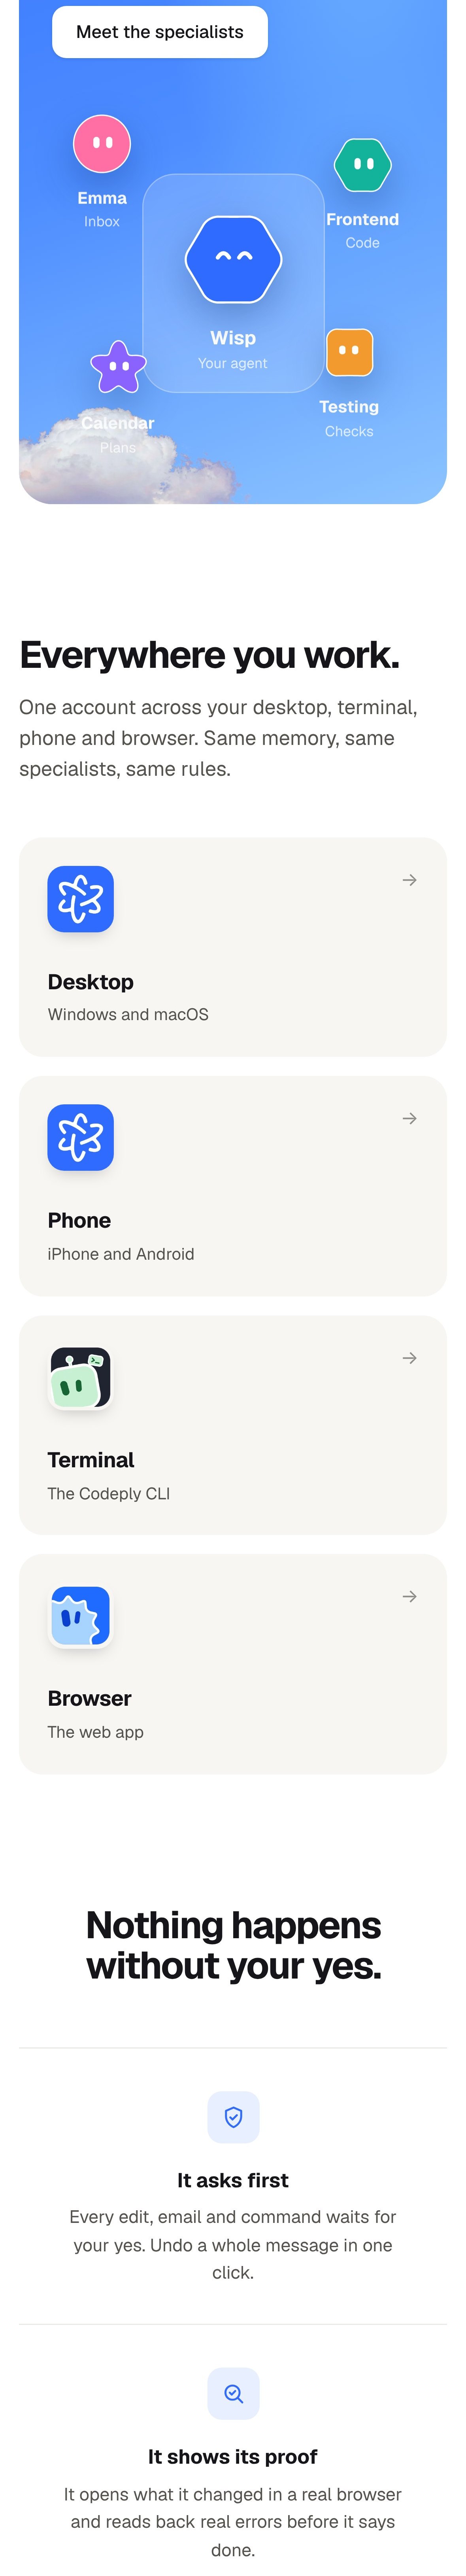 Meet the specialists
Emma
Inbox
Frontend
Code
Wisp
Your agent
Calendar
Plans
Testing
Checks
Everywhere you work.
One account across your desktop, terminal,
phone and browser. Same memory, same
specialists, same rules.
Desktop
Windows and macOS
Phone
iPhone and Android
Terminal
The Codeply CLI
Browser
The web app
Nothing happens
without your yes.
It asks first
Every edit, email and command waits for
your yes. Undo a whole message in one
click.
It shows its proof
It opens what it changed in a real browser
and reads back real errors before it says
done.